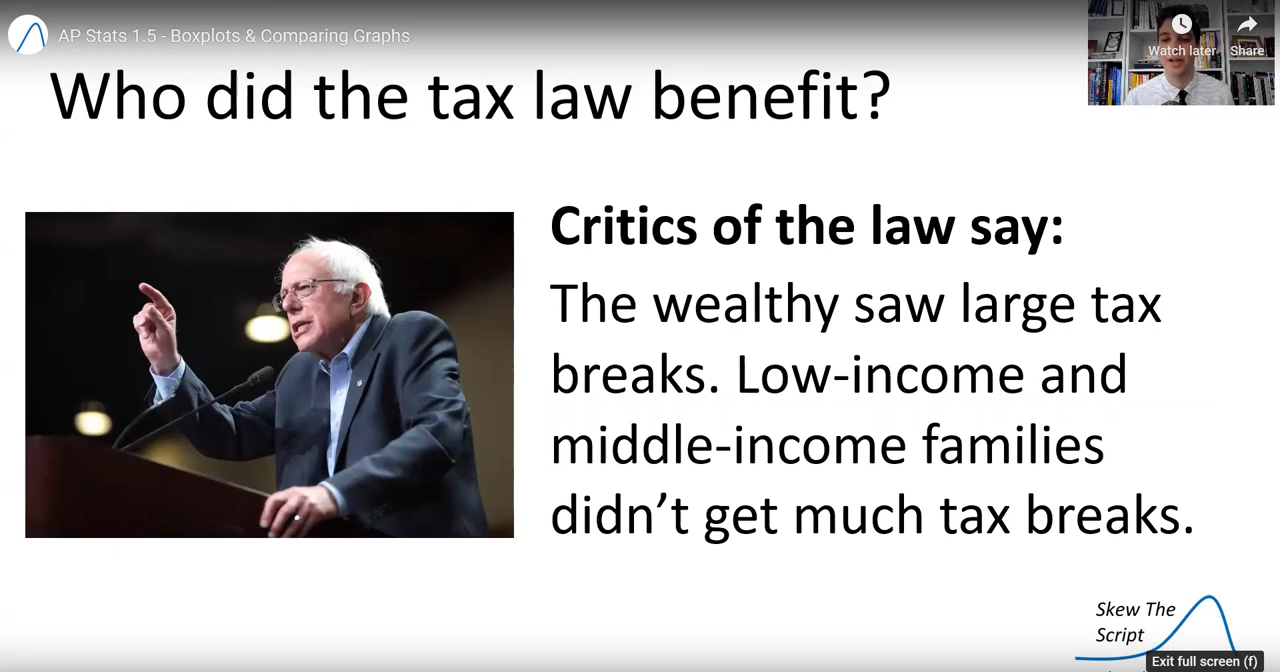 AP Stats 1.5 - Boxplots & Comparing Graphs
Watch later
Share
Who did the tax law benefit?
Critics of the law say:
The wealthy saw large tax
breaks. Low-income and
middle-income families
didn’t get much tax breaks.
Skew The
Script
Exit full screen (f)